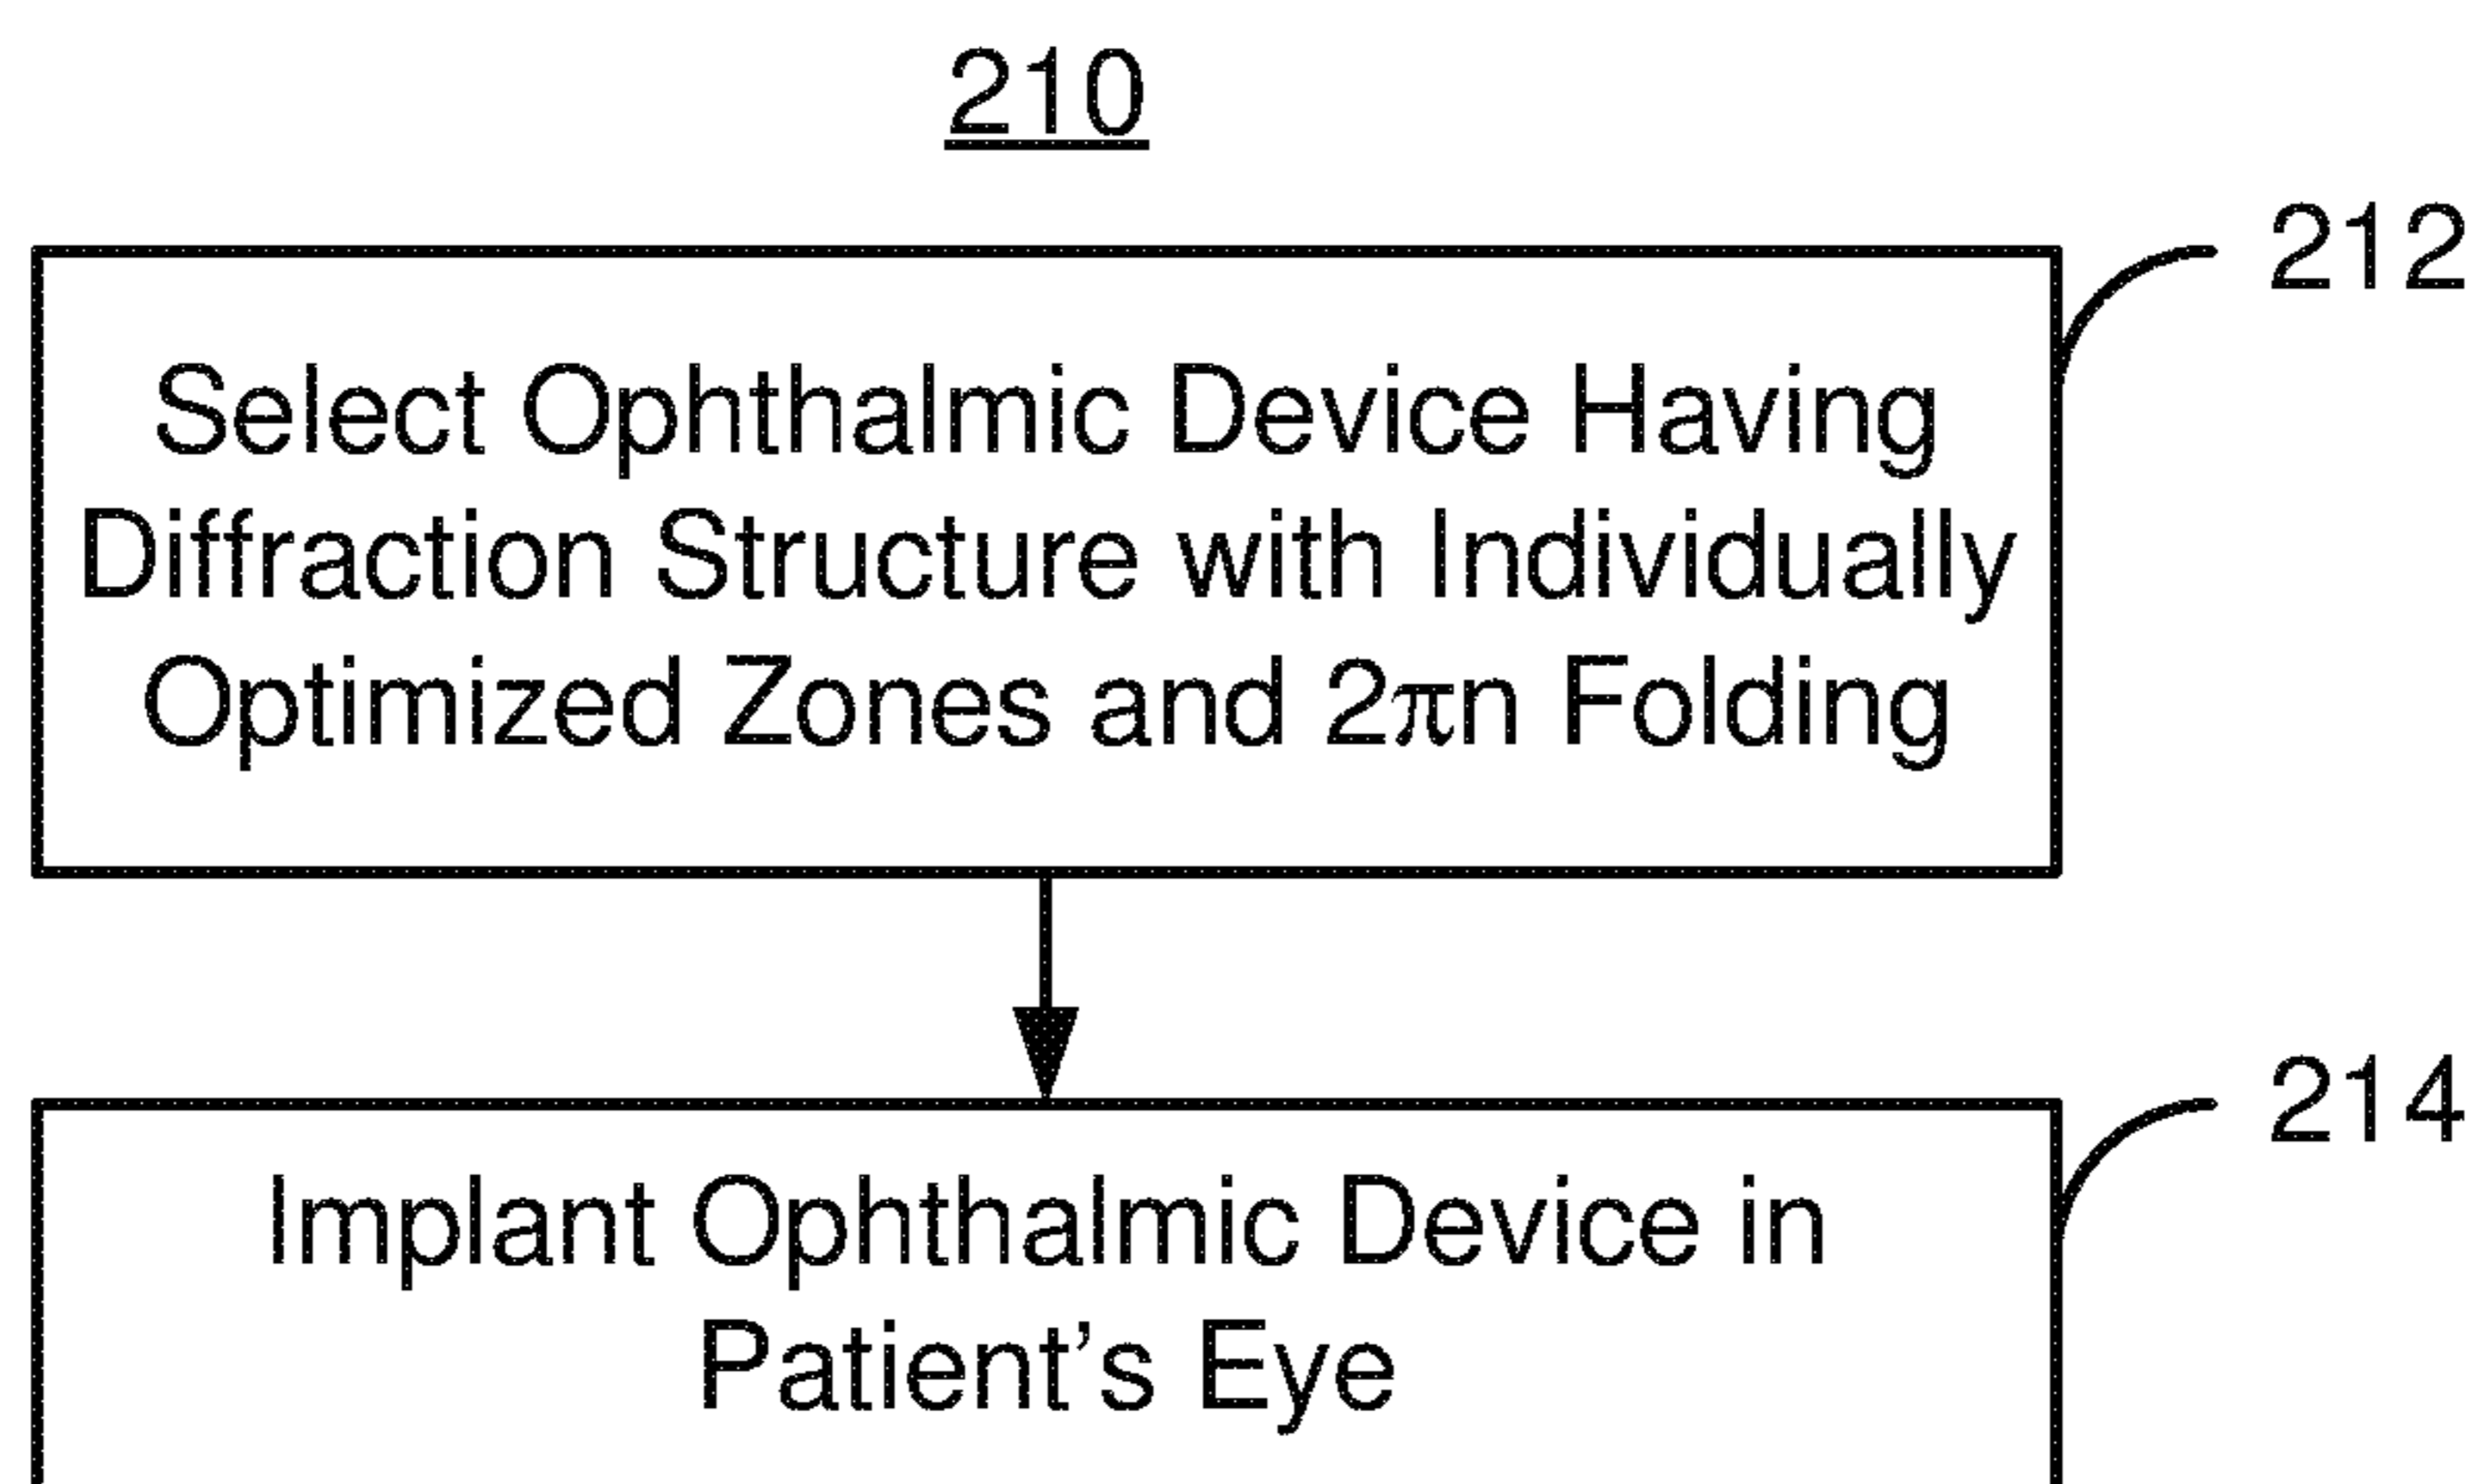 210
212
Select Ophthalmic Device Having
Diffraction Structure with Individually
Optimized Zones and 2πn Folding
214
Implant Ophthalmic Device in
Patient's Eye